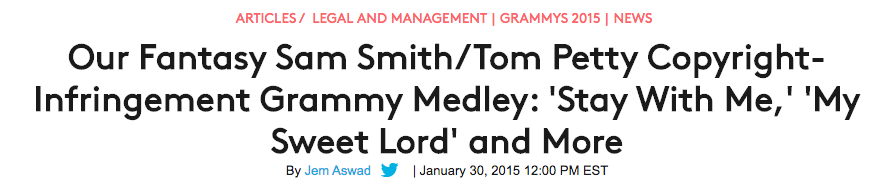 ARTICLES / LEGAL AND MANAGEMENT | GRAMMYS 2015 | NEWS
Our Fantasy Sam Smith/Tom Petty Copyright-
Infringement Grammy Medley: 'Stay With Me,' 'My
Sweet Lord' and More
By Jem Aswad | January 30, 2015 12:00 PM EST